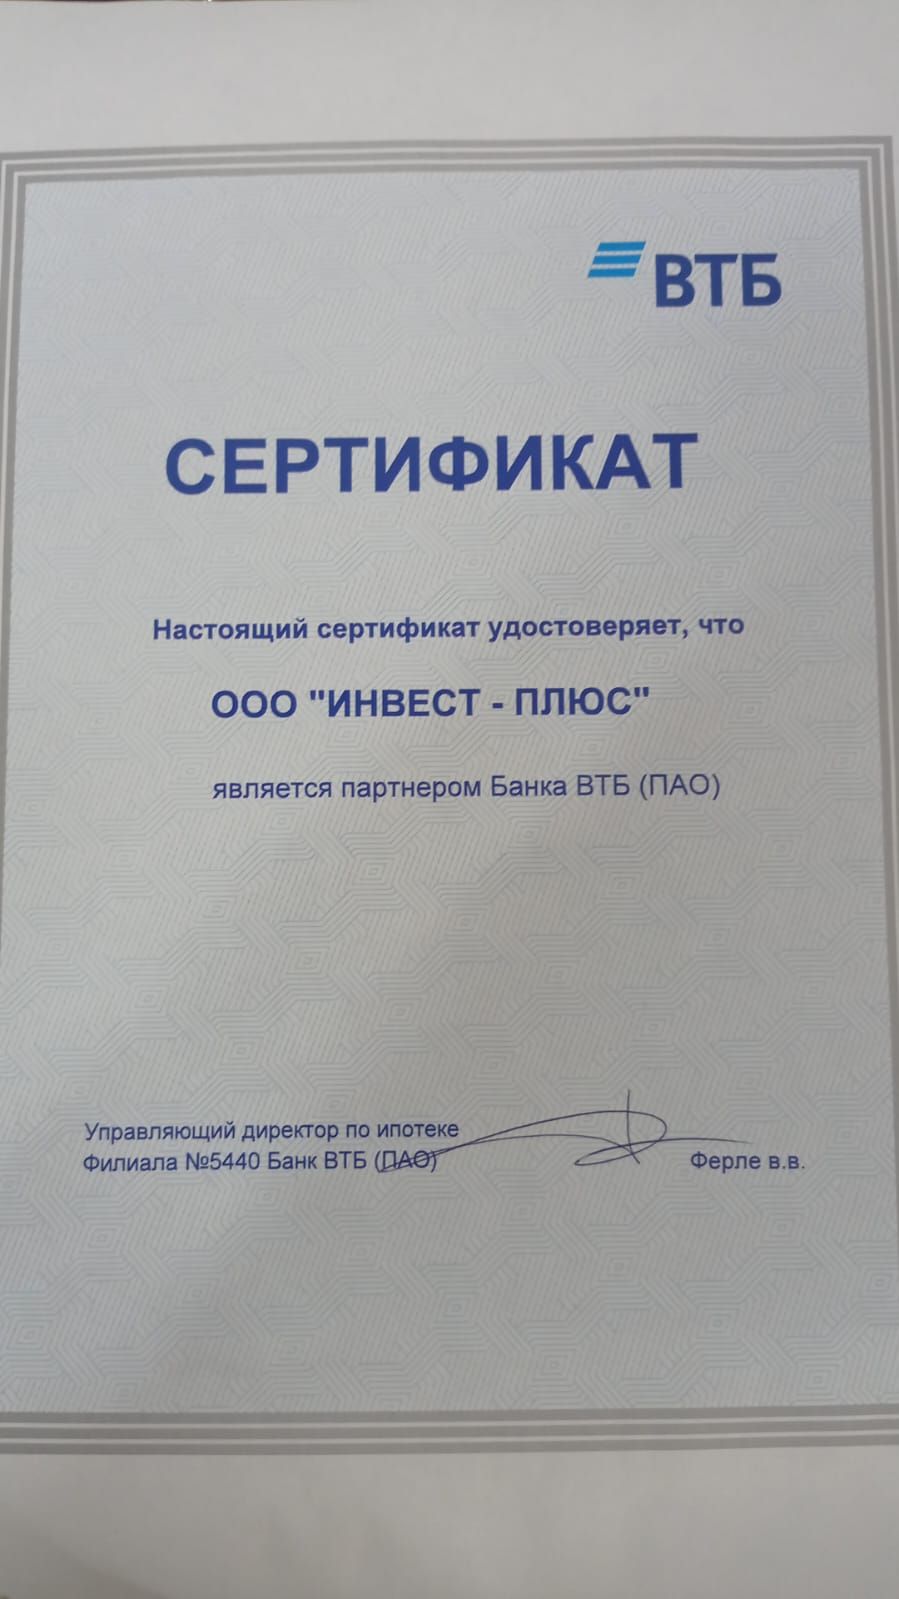 ВТБ
СЕРТИФИКАТ
Настоящий сертификат удостоверяет, что
ООО "ИНВЕСТ - ПЛЮС"
является партнером Банка ВТБ (ПАО)
Управляющий директор по ипотеке
Филиала №5440 Банк ВТБ (ПАО)
Ферле в.в.